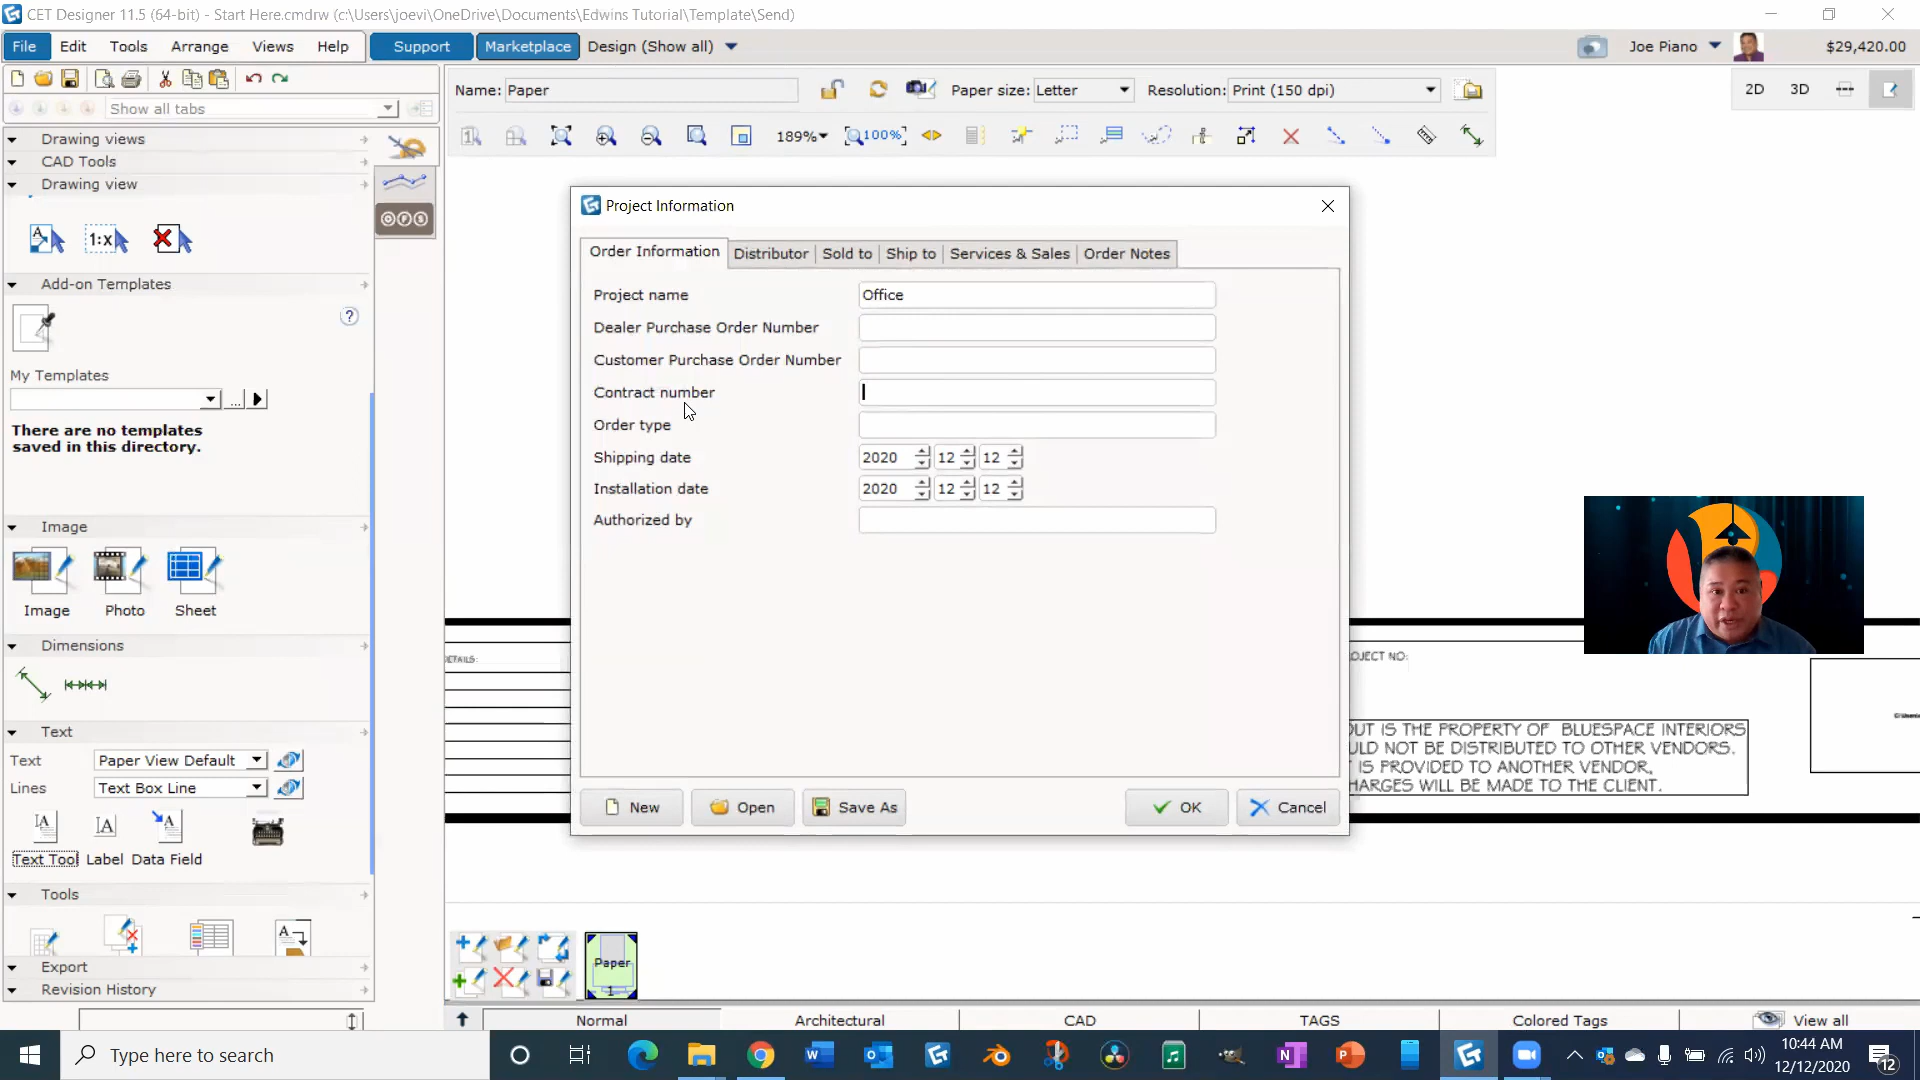 CET Designer 11.5 (64-bit) - Start Here.cmdrw (c:\Users\joevi\OneDrive\Documents\Edwins Tutorial\Template\Send)
File Edit Tools Arrange Views Help Support Marketplace Design (Show all) Joe Piano $29,420.00
Show all tabs
Name: Paper Paper size: Letter Resolution: Print (150 dpi) 2D 3D
189% 100%
Drawing views
CAD Tools
Drawing view
1:x
Add-on Templates
?
My Templates
...
There are no templates
saved in this directory.
Image
Image Photo Sheet
Dimensions
Text
Text Paper View Default
Lines Text Box Line
Text Tool Label Data Field
Tools
Export
Revision History
OFS
Project Information
Order Information Distributor Sold to Ship to Services & Sales Order Notes
Project name Office
Dealer Purchase Order Number
Customer Purchase Order Number
Contract number
Order type
Shipping date 2020 12 12
Installation date 2020 12 12
Authorized by
New Open Save As OK Cancel
ETAILS:
OJECT NO:
OUT IS THE PROPERTY OF BLUESPACE INTERIORS
ULD NOT BE DISTRIBUTED TO OTHER VENDORS.
T IS PROVIDED TO ANOTHER VENDOR,
HARGES WILL BE MADE TO THE CLIENT.
Paper
1
Normal Architectural CAD TAGS Colored Tags View all
Type here to search
10:44 AM
12/12/2020
12